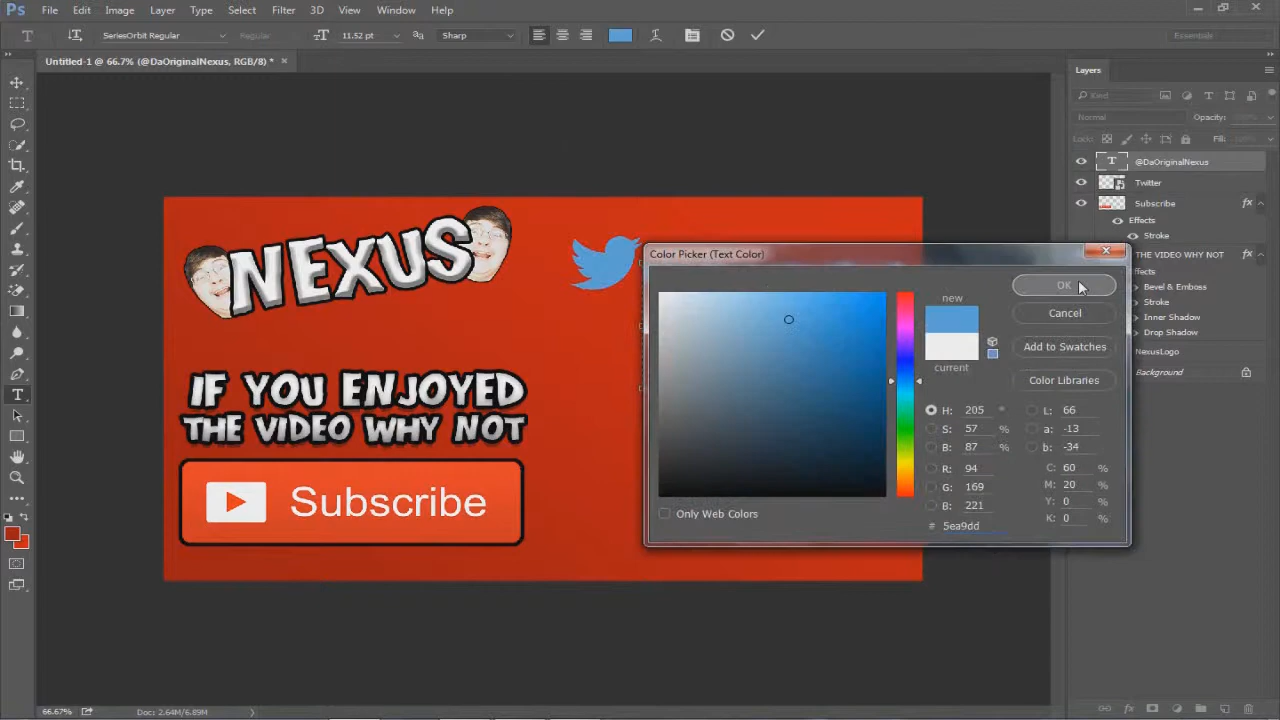 Ps File Edit Image Layer Type Select Filter 3D View Window Help
T SeriesOrbit Regular Regular 11.52 pt aa Sharp Essentials
Untitled-1 @ 66.7% (@DaOriginalNexus, RGB/8) * ×
Layers
Kind
Normal Opacity: 100%
Lock: Fill:
T @DaOriginalNexus
Twitter
Subscribe fx
Effects
Stroke
THE VIDEO WHY NOT fx
Effects
Bevel & Emboss
Stroke
Inner Shadow
Drop Shadow
NexusLogo
Background
NEXUS
IF YOU ENJOYED
THE VIDEO WHY NOT
Subscribe
Color Picker (Text Color)
new
current
OK
Cancel
Add to Swatches
Color Libraries
H: 205 °
S: 57 %
B: 87 %
R: 94
G: 169
B: 221
# 5ea9dd
L: 66
a: -13
b: -34
C: 60 %
M: 20 %
Y: 0 %
K: 0 %
Only Web Colors
66.67% Doc: 2.64M/6.89M